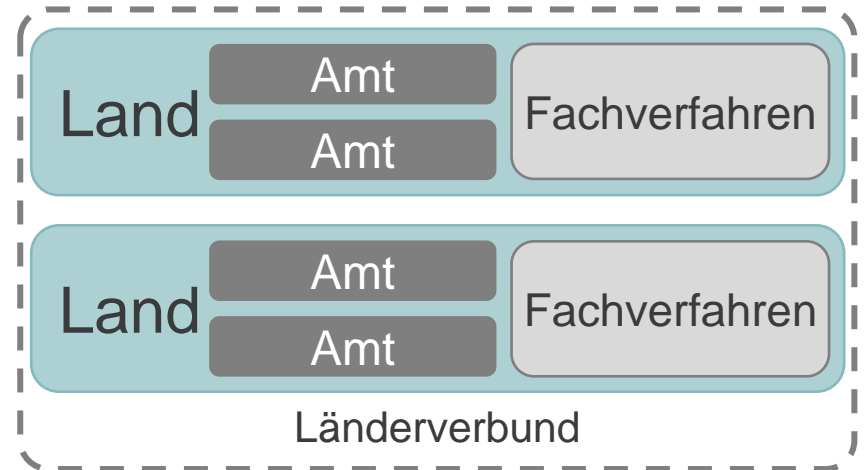 Land
Amt
Amt
Fachverfahren
Land
Amt
Amt
Fachverfahren
Länderverbund